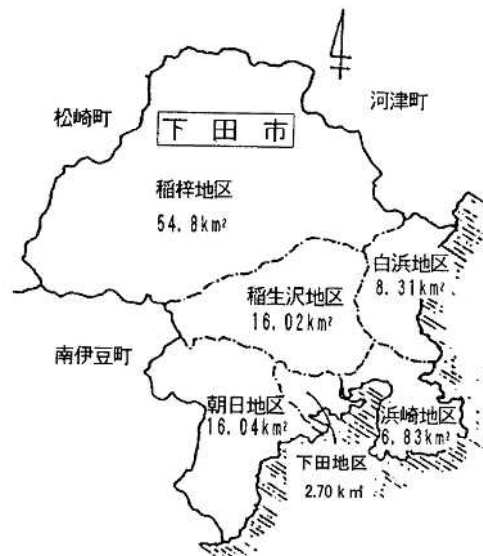 河津町
松崎町
下田市
稲梓地区
54.8km²
白浜地区
8.31km²
稲生沢地区
16.02km²
南伊豆町
朝日地区
16.04km²
浜崎地区
6.83km²
下田地区
2.70km²